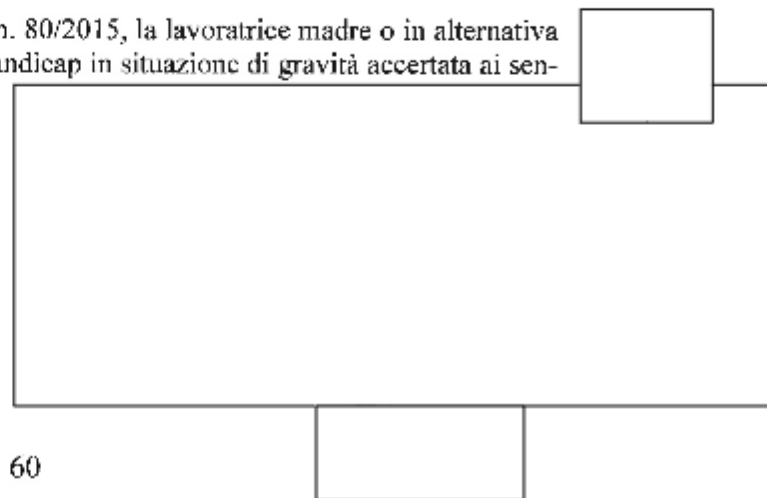 n. 80/2015, la lavoratrice madre o in alternativa
andicap in situazione di gravità accertata ai sen-
60